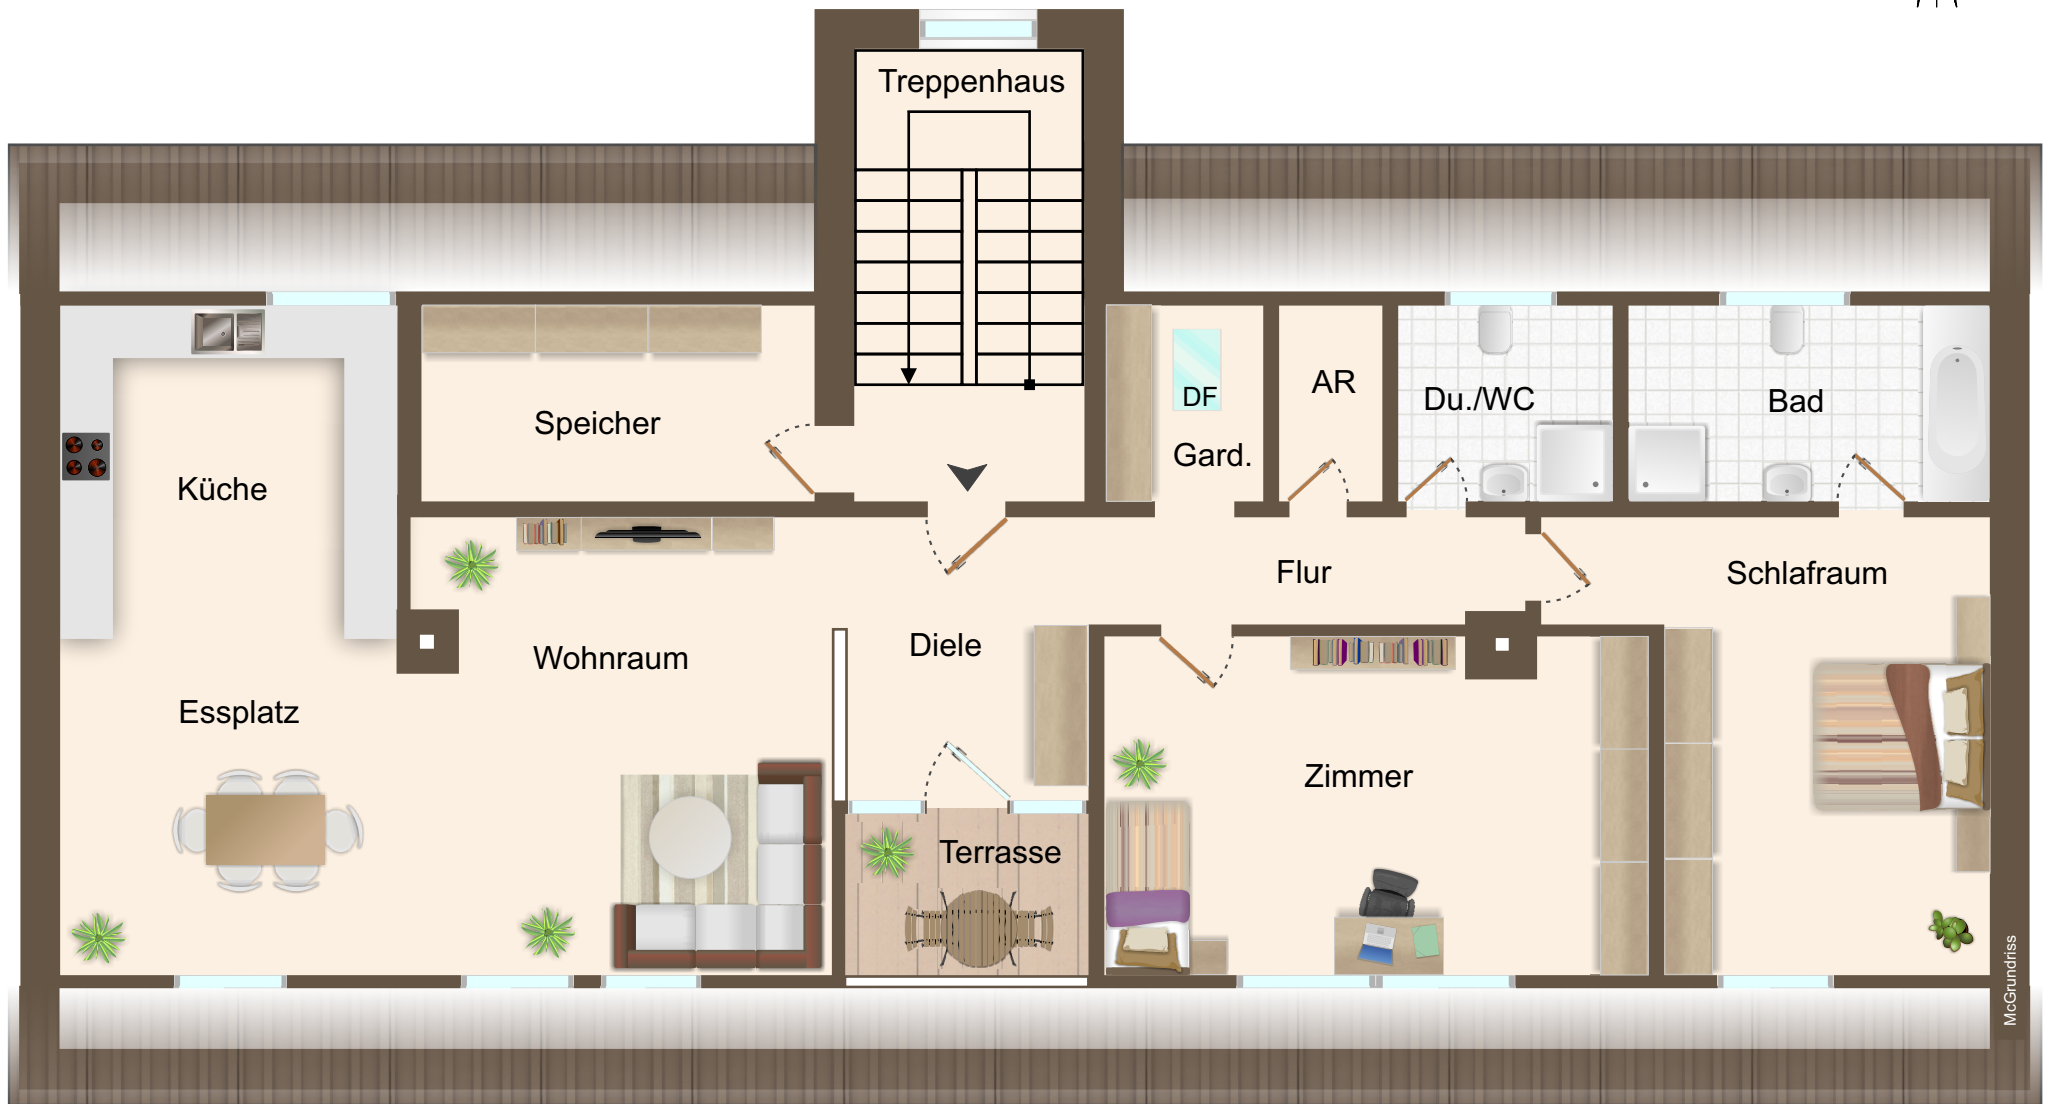 Treppenhaus
DF
AR
Du./WC
Bad
Speicher
Gard.
Küche
Flur
Schlafraum
Diele
Wohnraum
Essplatz
Zimmer
Terrasse
McGrundriss